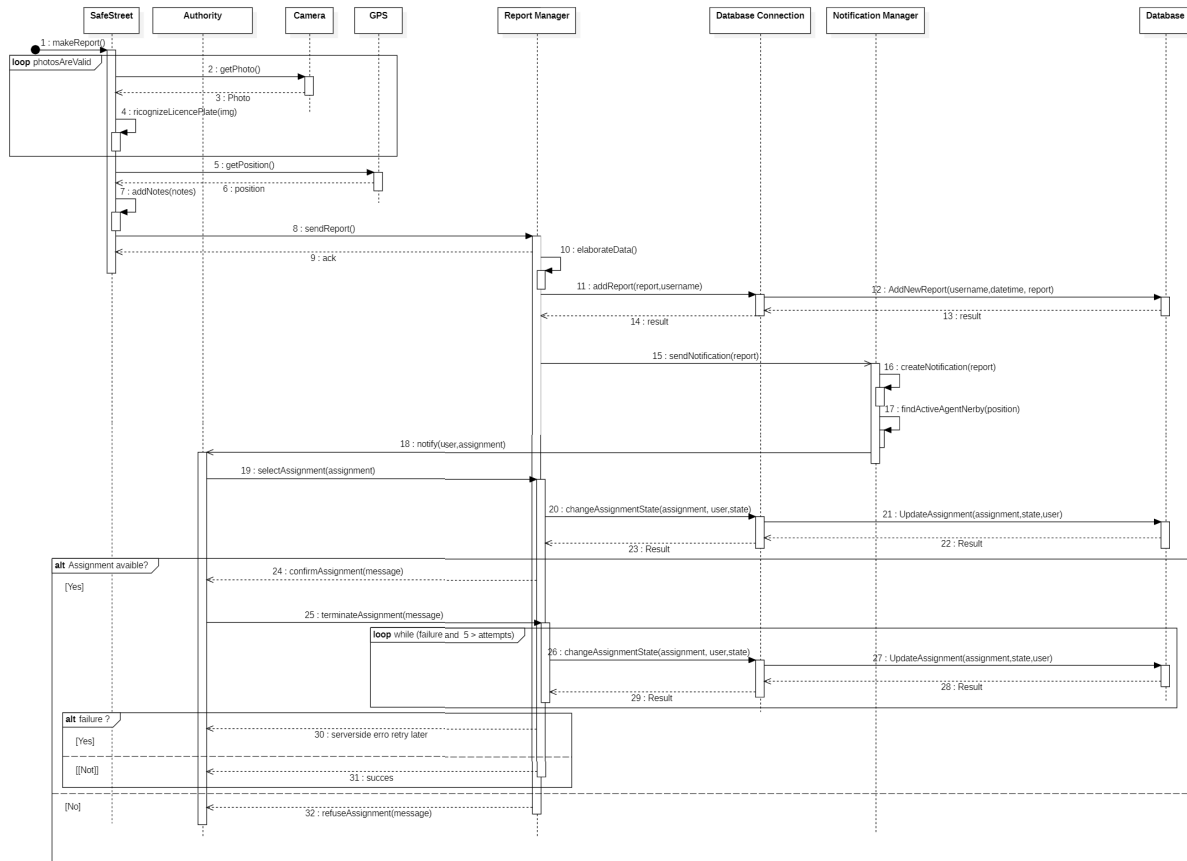 SafeStreet
Authority
Camera
GPS
Report Manager
Database Connection
Notification Manager
Database
1 : makeReport()
loop photosAreValid
2 : getPhoto()
3 : Photo
4 : ricognizeLicencePlate(img)
5 : getPosition()
6 : position
7 : addNotes(notes)
8 : sendReport()
9 : ack
10 : elaborateData()
11 : addReport(report,username)
12 : AddNewReport(username,datetime, report)
13 : result
14 : result
15 : sendNotification(report)
16 : createNotification(report)
17 : findActiveAgentNerby(position)
18 : notify(user,assignment)
19 : selectAssignment(assignment)
20 : changeAssignmentState(assignment, user,state)
21 : UpdateAssignment(assignment,state,user)
22 : Result
23 : Result
alt Assignment avaible?
24 : confirmAssignment(message)
[Yes]
25 : terminateAssignment(message)
loop while (failure and 5 > attempts)
26 : changeAssignmentState(assignment, user,state)
27 : UpdateAssignment(assignment,state,user)
28 : Result
29 : Result
alt failure ?
30 : serverside erro retry later
[Yes]
[[Not]]
31 : succes
[No]
32 : refuseAssignment(message)